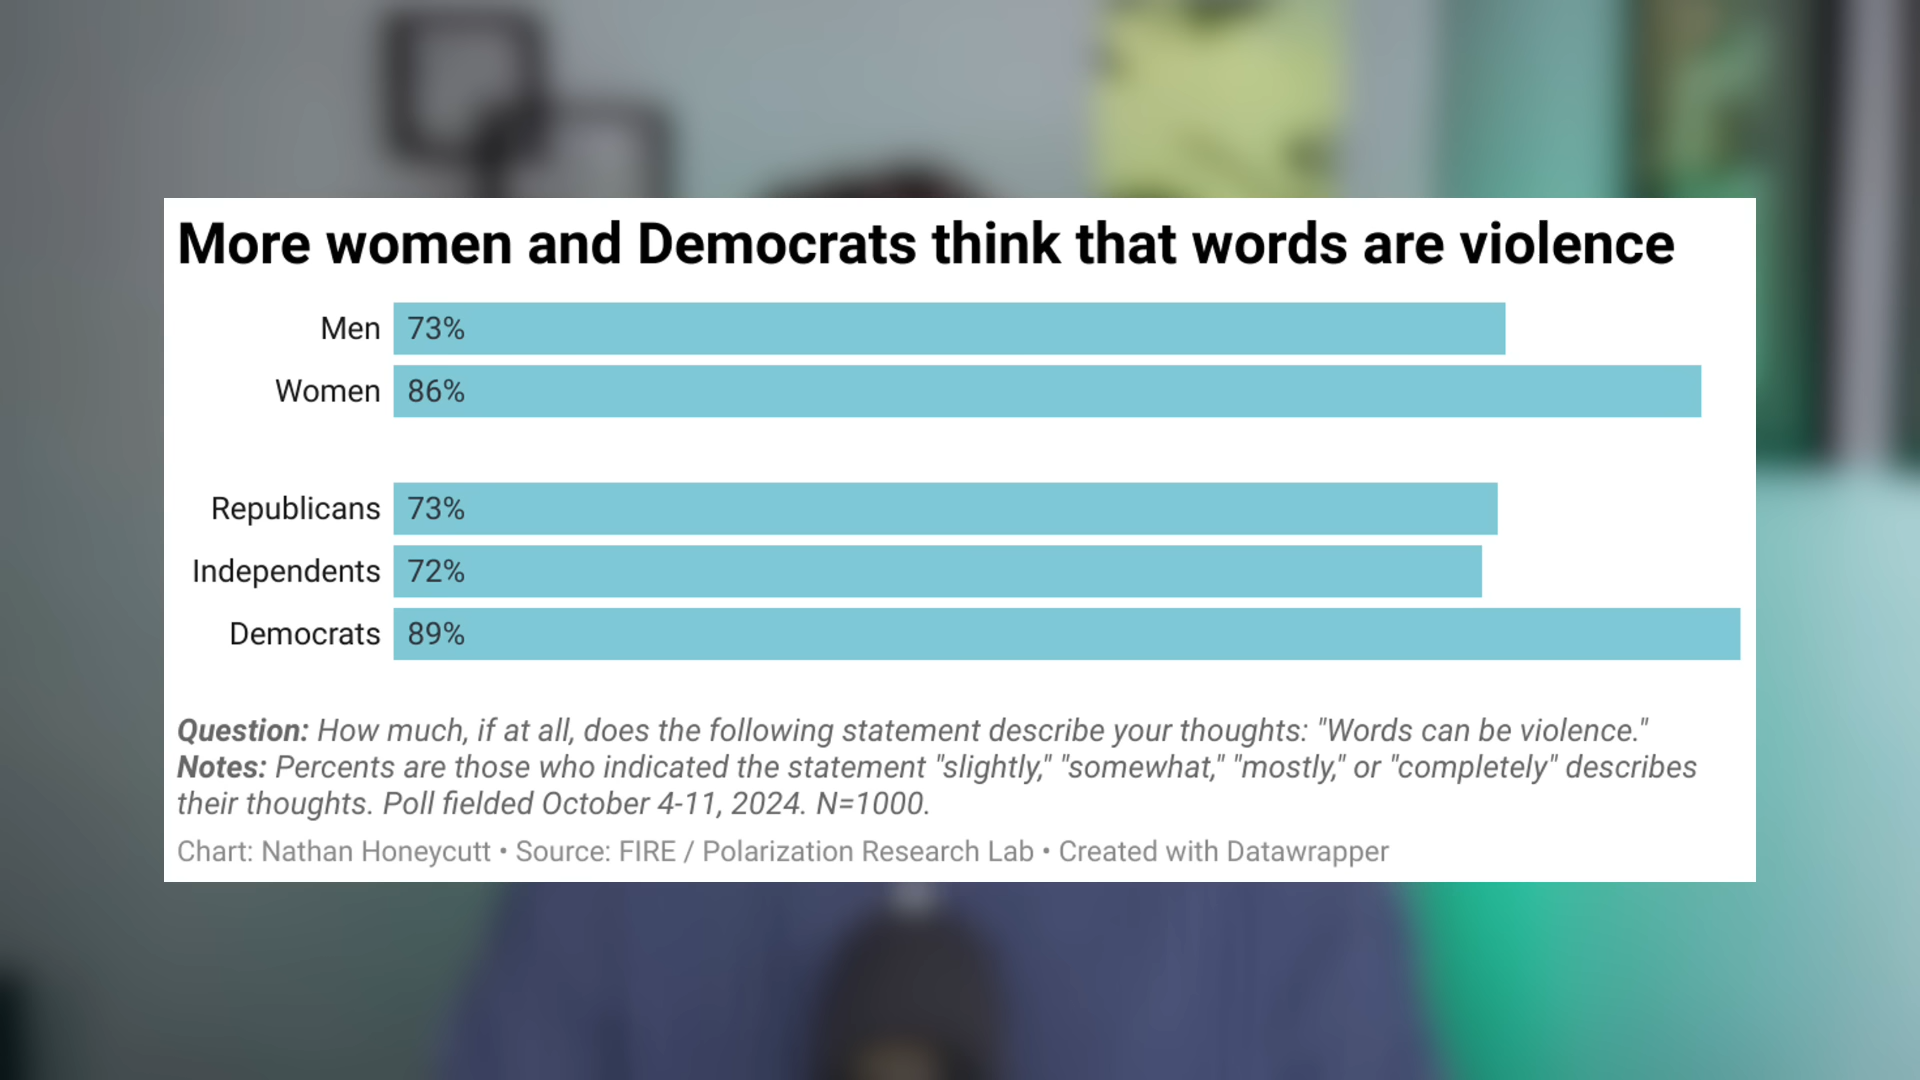 More women and Democrats think that words are violence
Men 73%
Women 86%
Republicans 73%
Independents 72%
Democrats 89%
Question: How much, if at all, does the following statement describe your thoughts: "Words can be violence."
Notes: Percents are those who indicated the statement "slightly," "somewhat," "mostly," or "completely" describes
their thoughts. Poll fielded October 4-11, 2024. N=1000.
Chart: Nathan Honeycutt • Source: FIRE / Polarization Research Lab • Created with Datawrapper